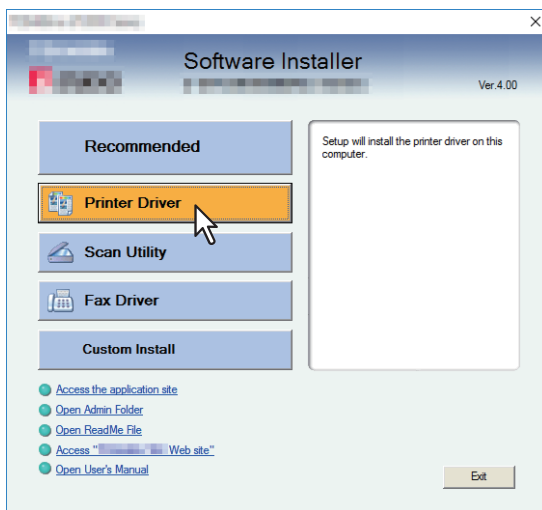 Software Installer
Ver.4.00
Recommended
Setup will install the printer driver on this
computer.
Printer Driver
Scan Utility
Fax Driver
Custom Install
Access the application site
Open Admin Folder
Open ReadMe File
Access " Web site"
Open User's Manual
Exit